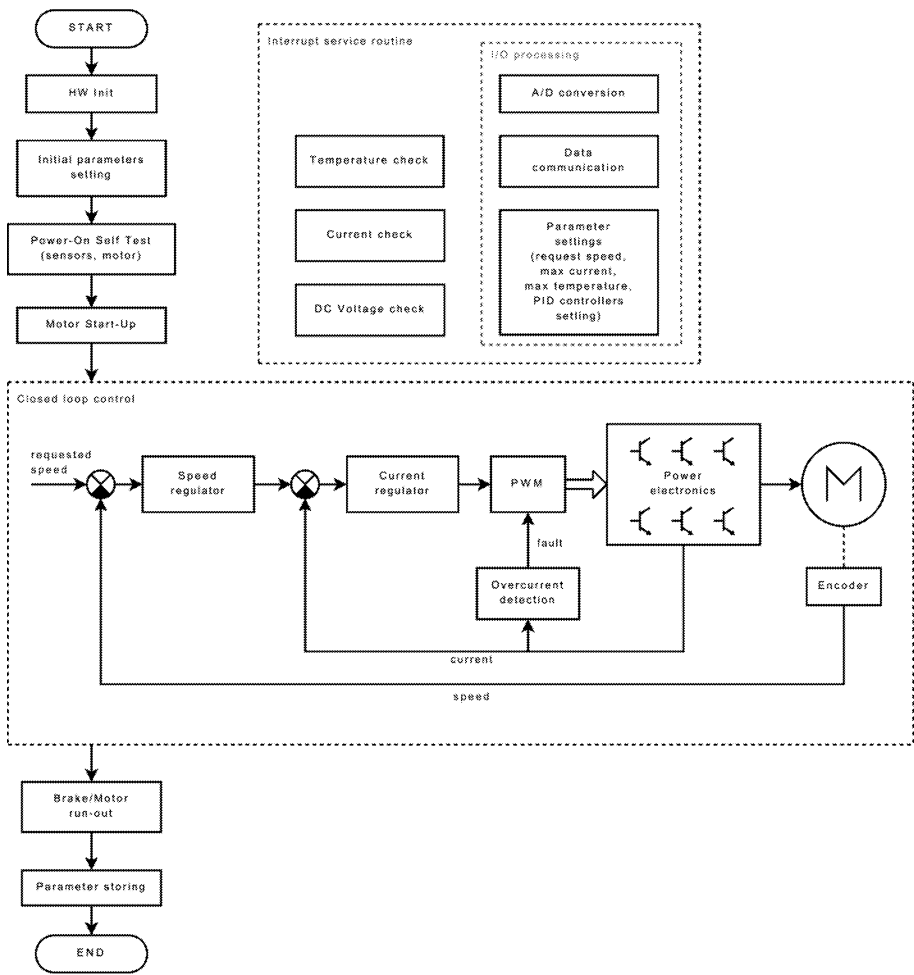 START
HW Init
Initial parameters
setting
Power-On Self Test
(sensors, motor)
Motor Start-Up
Interrupt service routine
Temperature check
Current check
DC Voltage check
I/O processing
A/D conversion
Data
communication
Parameter
settings
(request speed,
max current,
max temperature,
PID controllers
setling)
Closed loop control
requested
speed
Speed
regulator
Current
regulator
PWM
Power
electronics
M
fault
Overcurrent
detection
Encoder
current
speed
Brake/Motor
run-out
Parameter storing
END